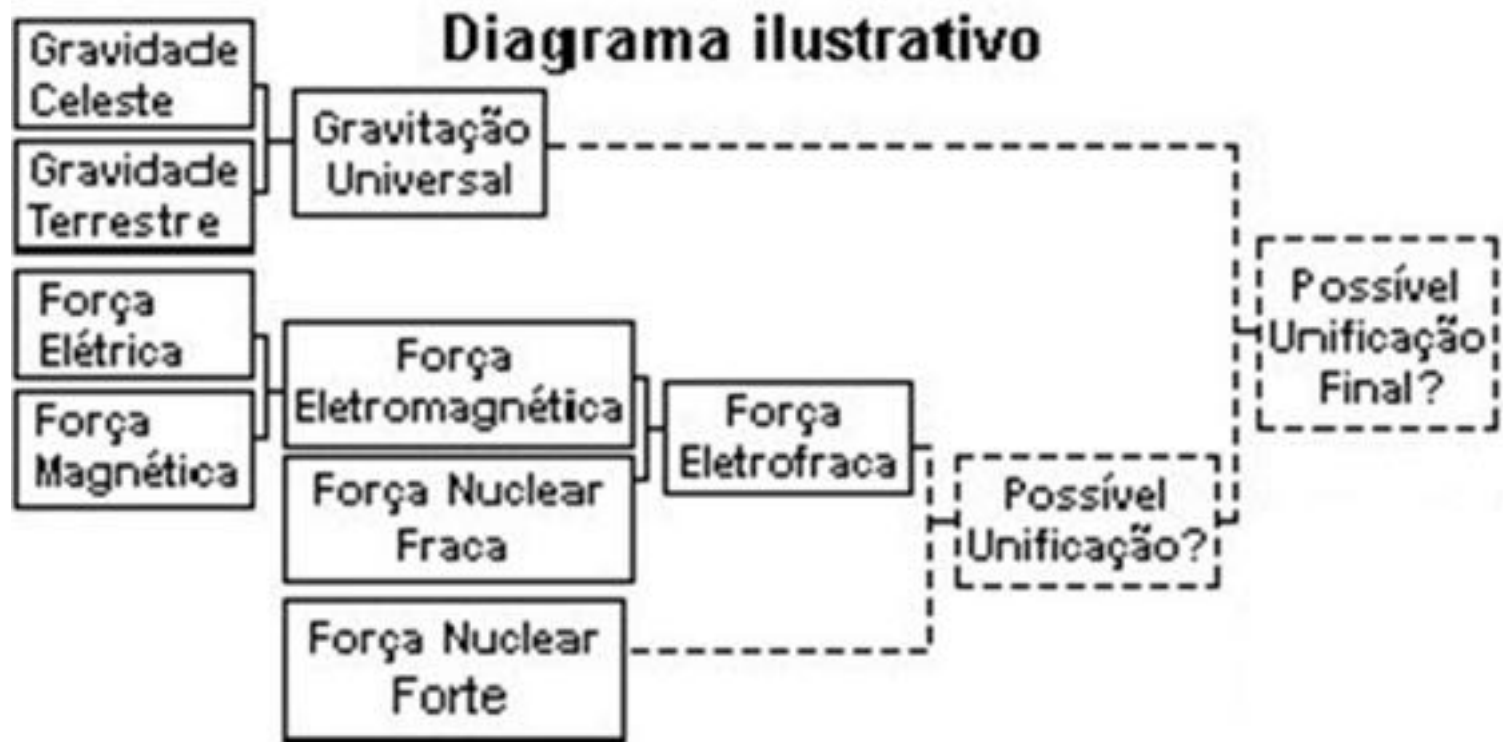 Diagrama ilustrativo
Gravidade
Celeste
Gravidade
Terrestre
Gravitação
Universal
Força
Elétrica
Força
Magnética
Força
Eletromagnética
Força Nuclear
Fraca
Força Nuclear
Forte
Força
Eletrofraca
Possível
Unificação?
Possível
Unificação
Final?